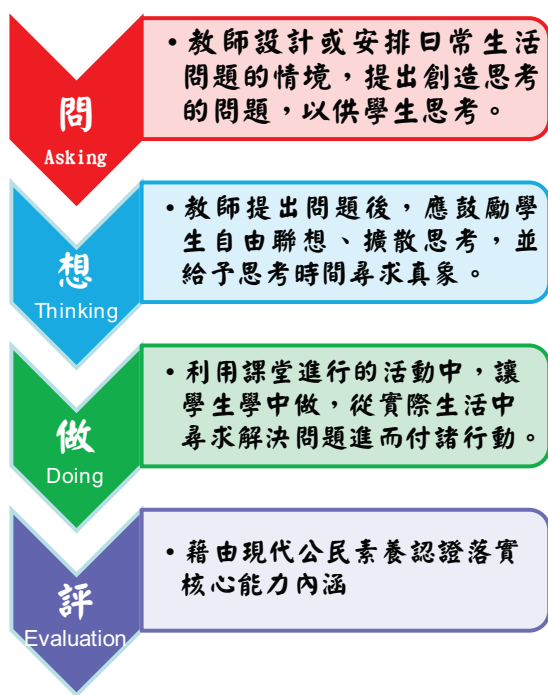 問
Asking
•教師設計或安排日常生活
問題的情境，提出創造思考
的問題，以供學生思考。
想
Thinking
•教師提出問題後，應鼓勵學
生自由聯想、擴散思考，並
給予思考時間尋求真象。
做
Doing
•利用課堂進行的活動中，讓
學生學中做，從實際生活中
尋求解決問題進而付諸行動。
評
Evaluation
•藉由現代公民素養認證落實
核心能力內涵